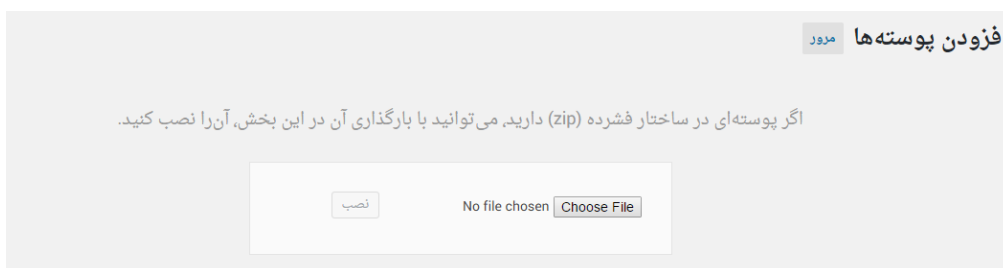 فزودن پوسته‌ها مرور
اگر پوسته‌ای در ساختار فشرده (zip) دارید، می‌توانید با بارگذاری آن در این بخش، آن‌را نصب کنید.
Choose File No file chosen نصب